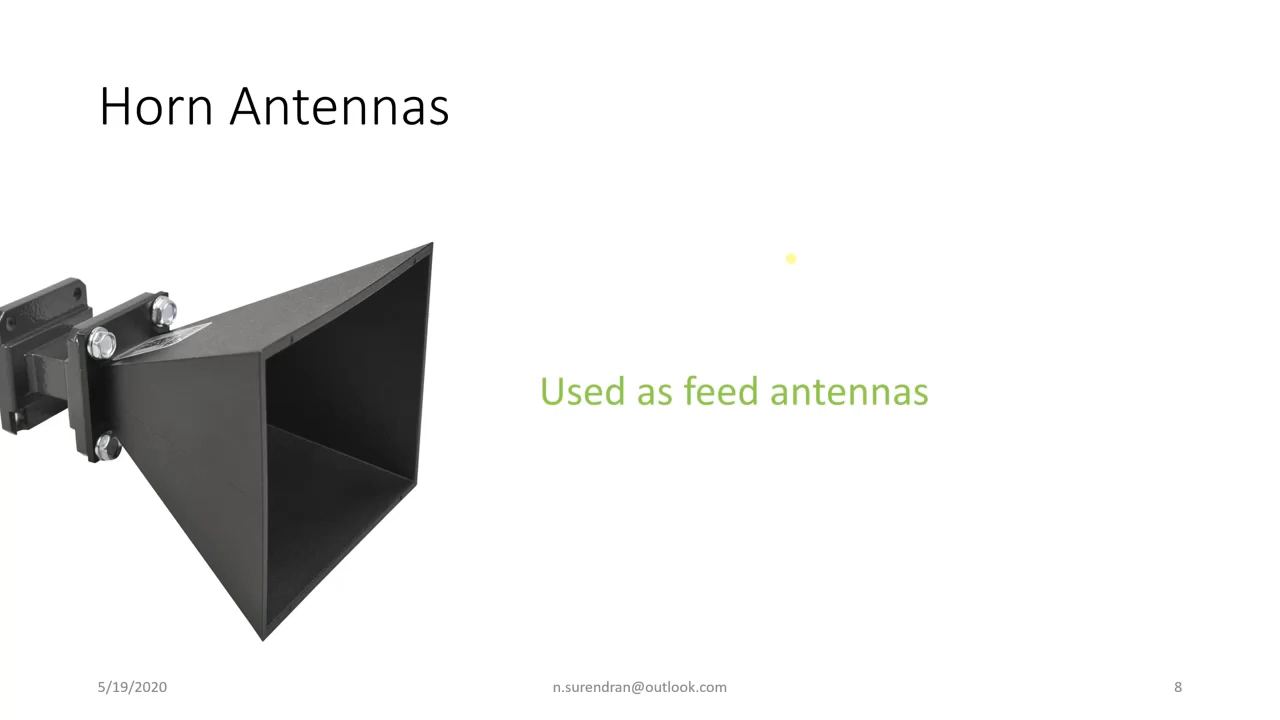 Horn Antennas
Used as feed antennas
5/19/2020
n.surendran@outlook.com
8